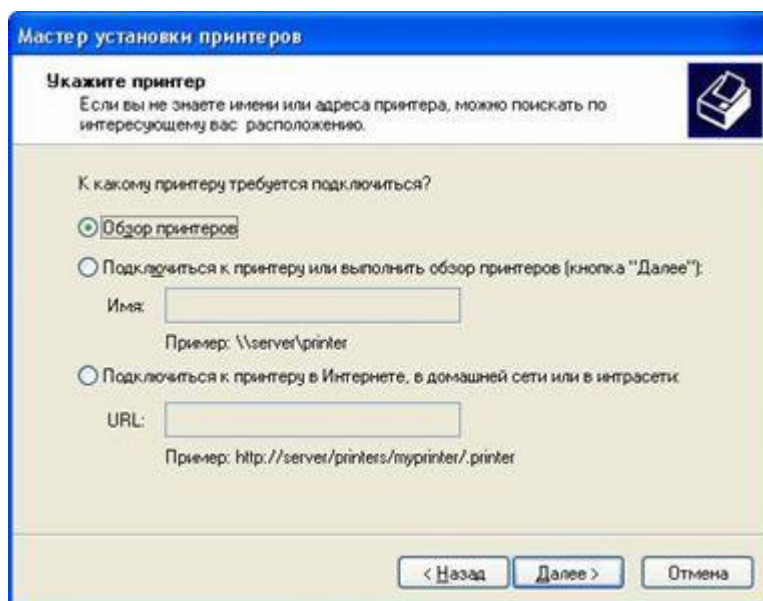 Мастер установки принтеров
Укажите принтер
Если вы не знаете имени или адреса принтера, можно поискать по
интересующему вас расположению.
К какому принтеру требуется подключиться?
Обзор принтеров
Подключиться к принтеру или выполнить обзор принтеров (кнопка "Далее"):
Имя:
Пример: \\server\printer
Подключиться к принтеру в Интернете, в домашней сети или в интрасети:
URL:
Пример: http://server/printers/myprinter/.printer
< Назад Далее > Отмена